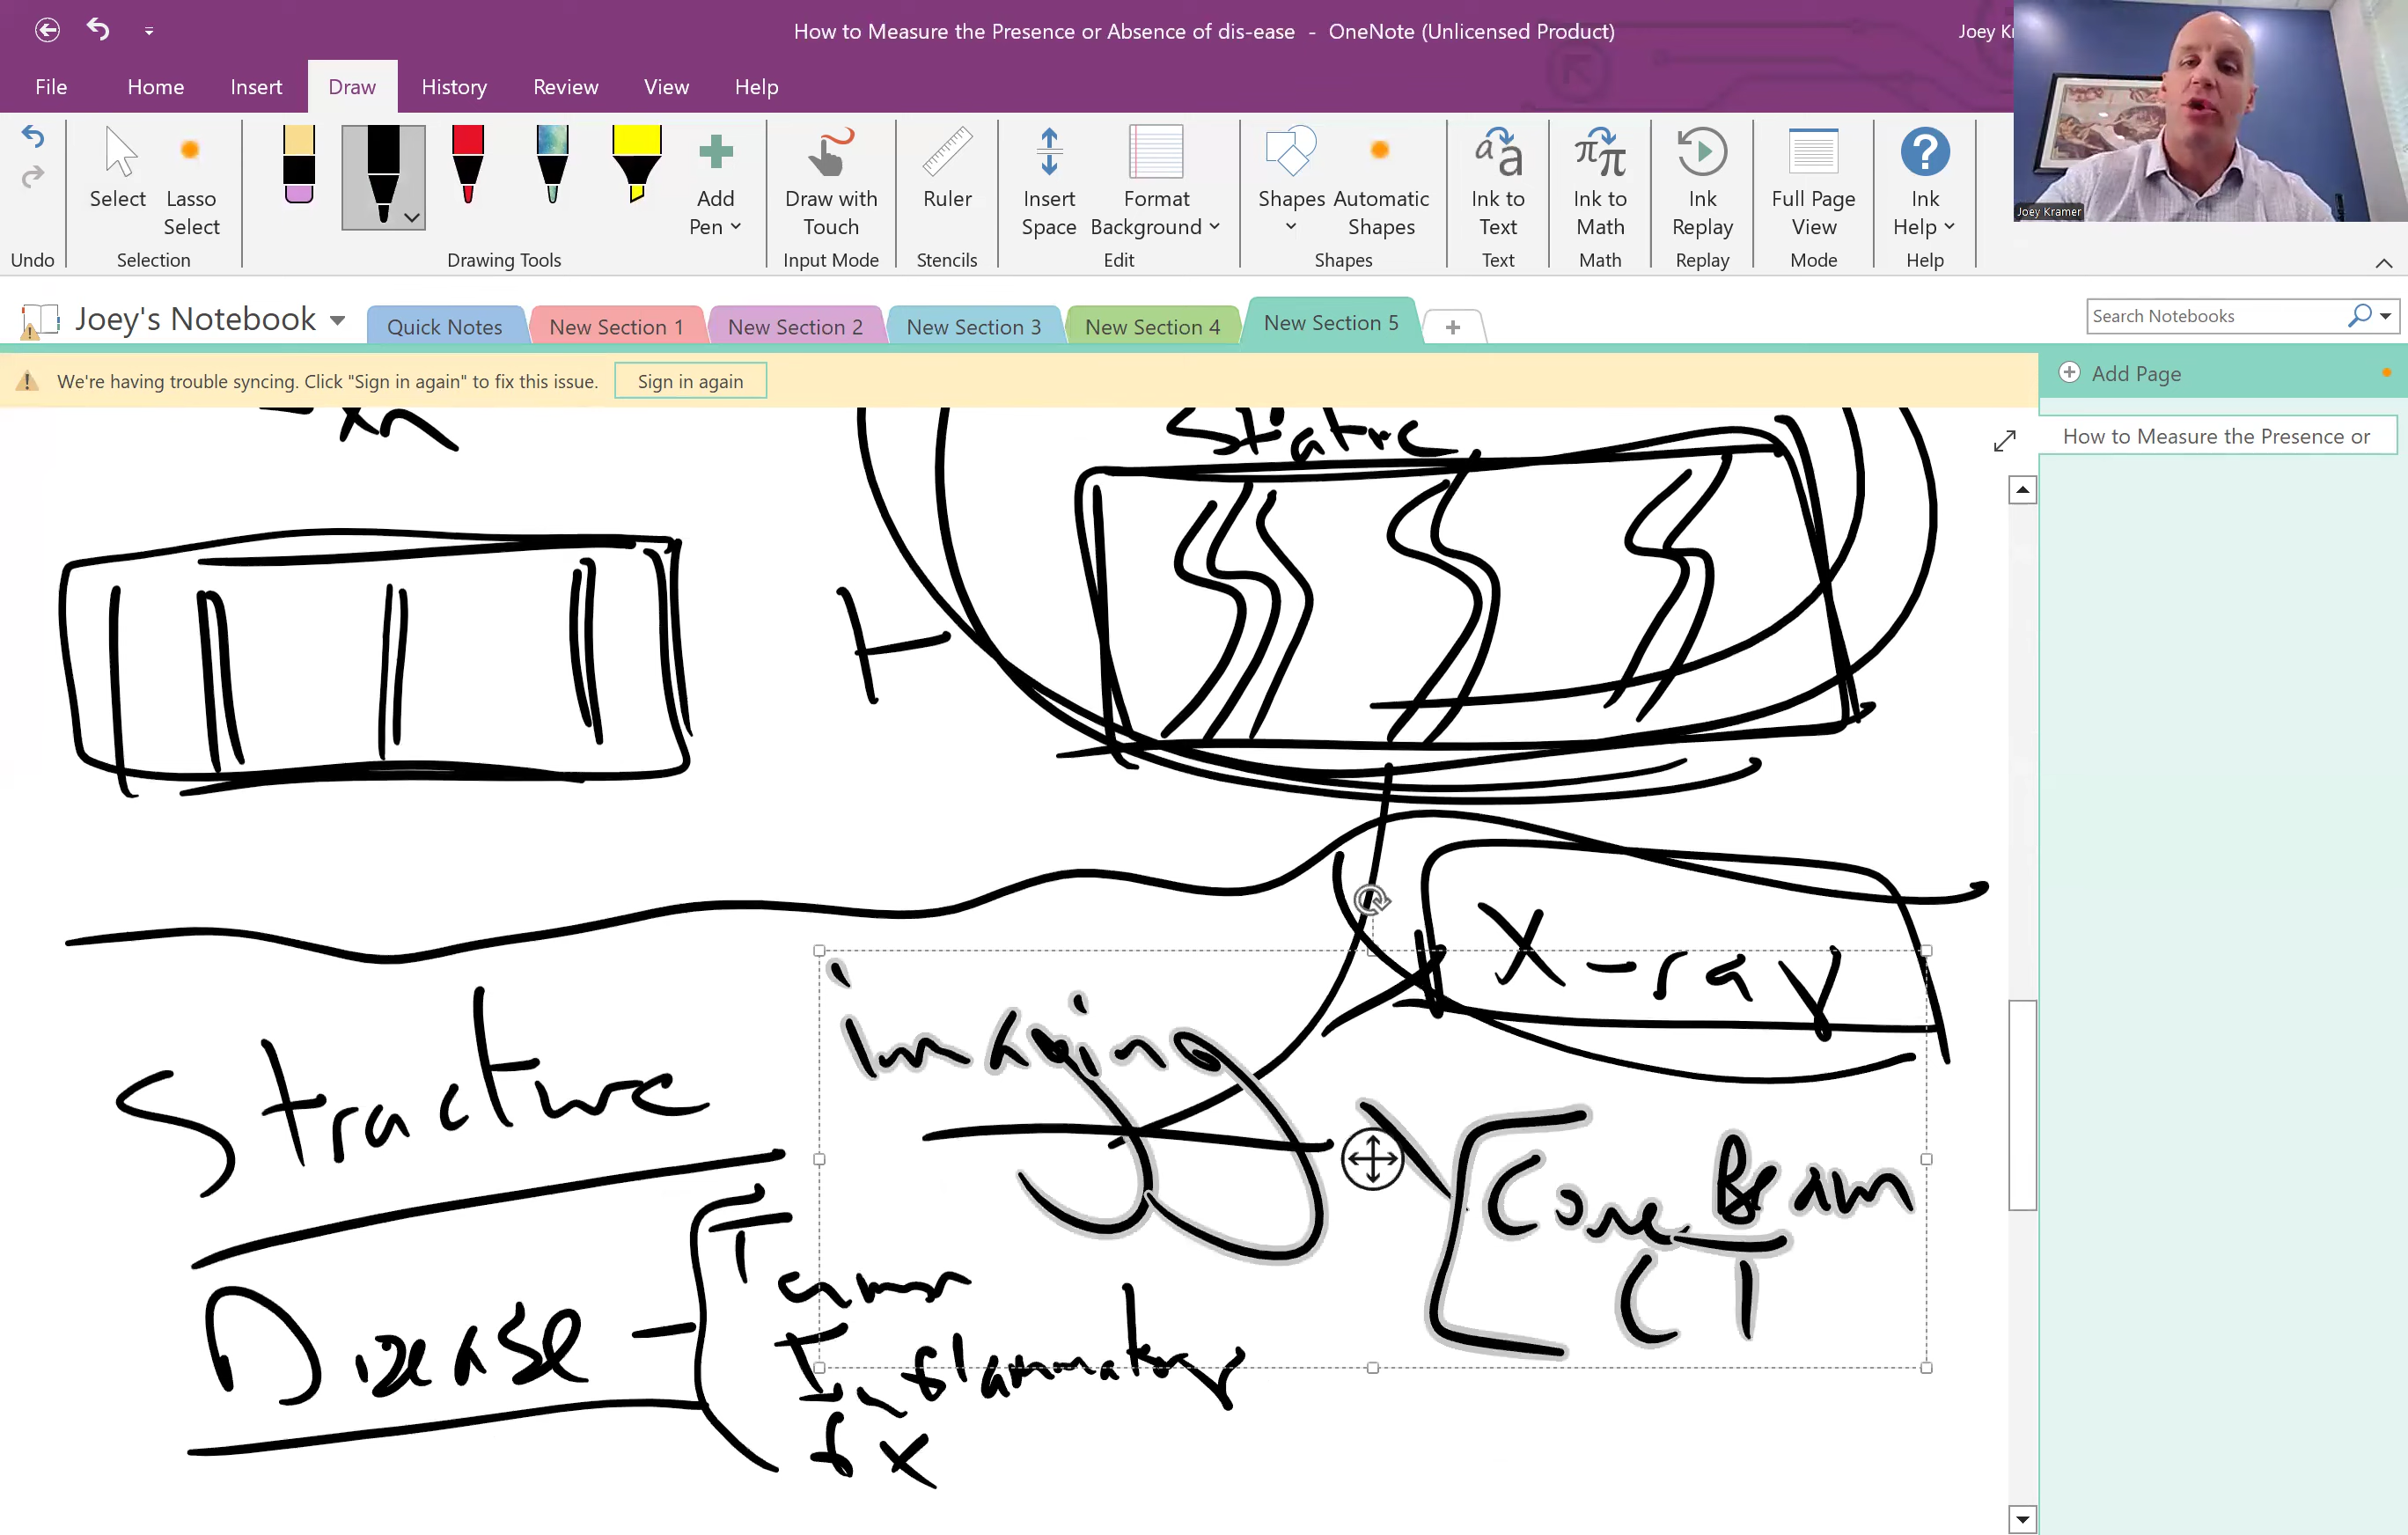 How to Measure the Presence or Absence of dis-ease - OneNote (Unlicensed Product)
Joey
File Home Insert Draw History Review View Help
Select
Lasso Select
Add Pen
Draw with Touch
Ruler
Insert Space
Format Background
Shapes
Automatic Shapes
Ink to Text
Ink to Math
Ink Replay
Full Page View
Ink Help
Undo Selection Drawing Tools Input Mode Stencils Edit Shapes Text Math Replay Mode Help
Joey Kramer
Joey's Notebook
Quick Notes New Section 1 New Section 2 New Section 3 New Section 4 New Section 5
Search Notebooks
We're having trouble syncing. Click "Sign in again" to fix this issue. Sign in again
Add Page
How to Measure the Presence or
X-ray
imaging
Structure
Cone Beam
CT
Disease -
Tumor
Inflammatory
fx